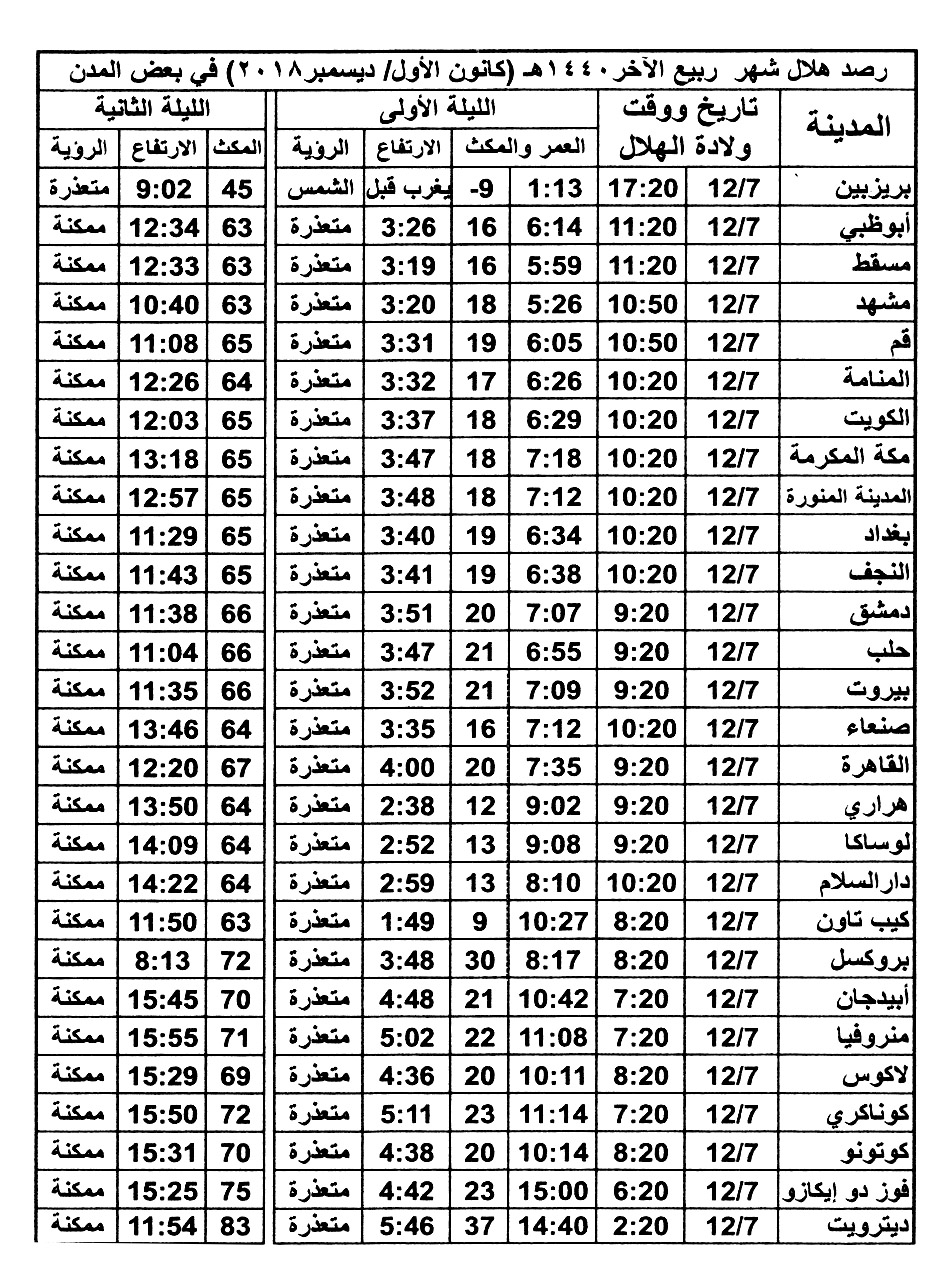 رصد هلال شهر ربيع الآخر١٤٤٠هـ (كانون الأول/ ديسمبر٢٠١٨) في بعض المدن
المدينة تاريخ ووقت ولادة الهلال الليلة الأولى الليلة الثانية
العمر والمكث الارتفاع الرؤية المكث الارتفاع الرؤية
بريزبين 12/7 17:20 1:13 9- يغرب قبل الشمس 45 9:02 متعذرة
أبوظبي 12/7 11:20 6:14 16 3:26 متعذرة 63 12:34 ممكنة
مسقط 12/7 11:20 5:59 16 3:19 متعذرة 63 12:33 ممكنة
مشهد 12/7 10:50 5:26 18 3:20 متعذرة 63 10:40 ممكنة
قم 12/7 10:50 6:05 19 3:31 متعذرة 65 11:08 ممكنة
المنامة 12/7 10:20 6:26 17 3:32 متعذرة 64 12:26 ممكنة
الكويت 12/7 10:20 6:29 18 3:37 متعذرة 65 12:03 ممكنة
مكة المكرمة 12/7 10:20 7:18 18 3:47 متعذرة 65 13:18 ممكنة
المدينة المنورة 12/7 10:20 7:12 18 3:48 متعذرة 65 12:57 ممكنة
بغداد 12/7 10:20 6:34 19 3:40 متعذرة 65 11:29 ممكنة
النجف 12/7 10:20 6:38 19 3:41 متعذرة 65 11:43 ممكنة
دمشق 12/7 9:20 7:07 20 3:51 متعذرة 66 11:38 ممكنة
حلب 12/7 9:20 6:55 21 3:47 متعذرة 66 11:04 ممكنة
بيروت 12/7 9:20 7:09 21 3:52 متعذرة 66 11:35 ممكنة
صنعاء 12/7 10:20 7:12 16 3:35 متعذرة 64 13:46 ممكنة
القاهرة 12/7 9:20 7:35 20 4:00 متعذرة 67 12:20 ممكنة
هراري 12/7 9:20 9:02 12 2:38 متعذرة 64 13:50 ممكنة
لوساكا 12/7 9:20 9:08 13 2:52 متعذرة 64 14:09 ممكنة
دارالسلام 12/7 10:20 8:10 13 2:59 متعذرة 64 14:22 ممكنة
كيب تاون 12/7 8:20 10:27 9 1:49 متعذرة 63 11:50 ممكنة
بروكسل 12/7 8:20 8:17 30 3:48 متعذرة 72 8:13 ممكنة
أبيدجان 12/7 7:20 10:42 21 4:48 متعذرة 70 15:45 ممكنة
منروفيا 12/7 7:20 11:08 22 5:02 متعذرة 71 15:55 ممكنة
لاكوس 12/7 8:20 10:11 20 4:36 متعذرة 69 15:29 ممكنة
كوناكري 12/7 7:20 11:14 23 5:11 متعذرة 72 15:50 ممكنة
كوتونو 12/7 8:20 10:14 20 4:38 متعذرة 70 15:31 ممكنة
فوز دو إيكازو 12/7 6:20 15:00 23 4:42 متعذرة 75 15:25 ممكنة
ديترويت 12/7 2:20 14:40 37 5:46 متعذرة 83 11:54 ممكنة